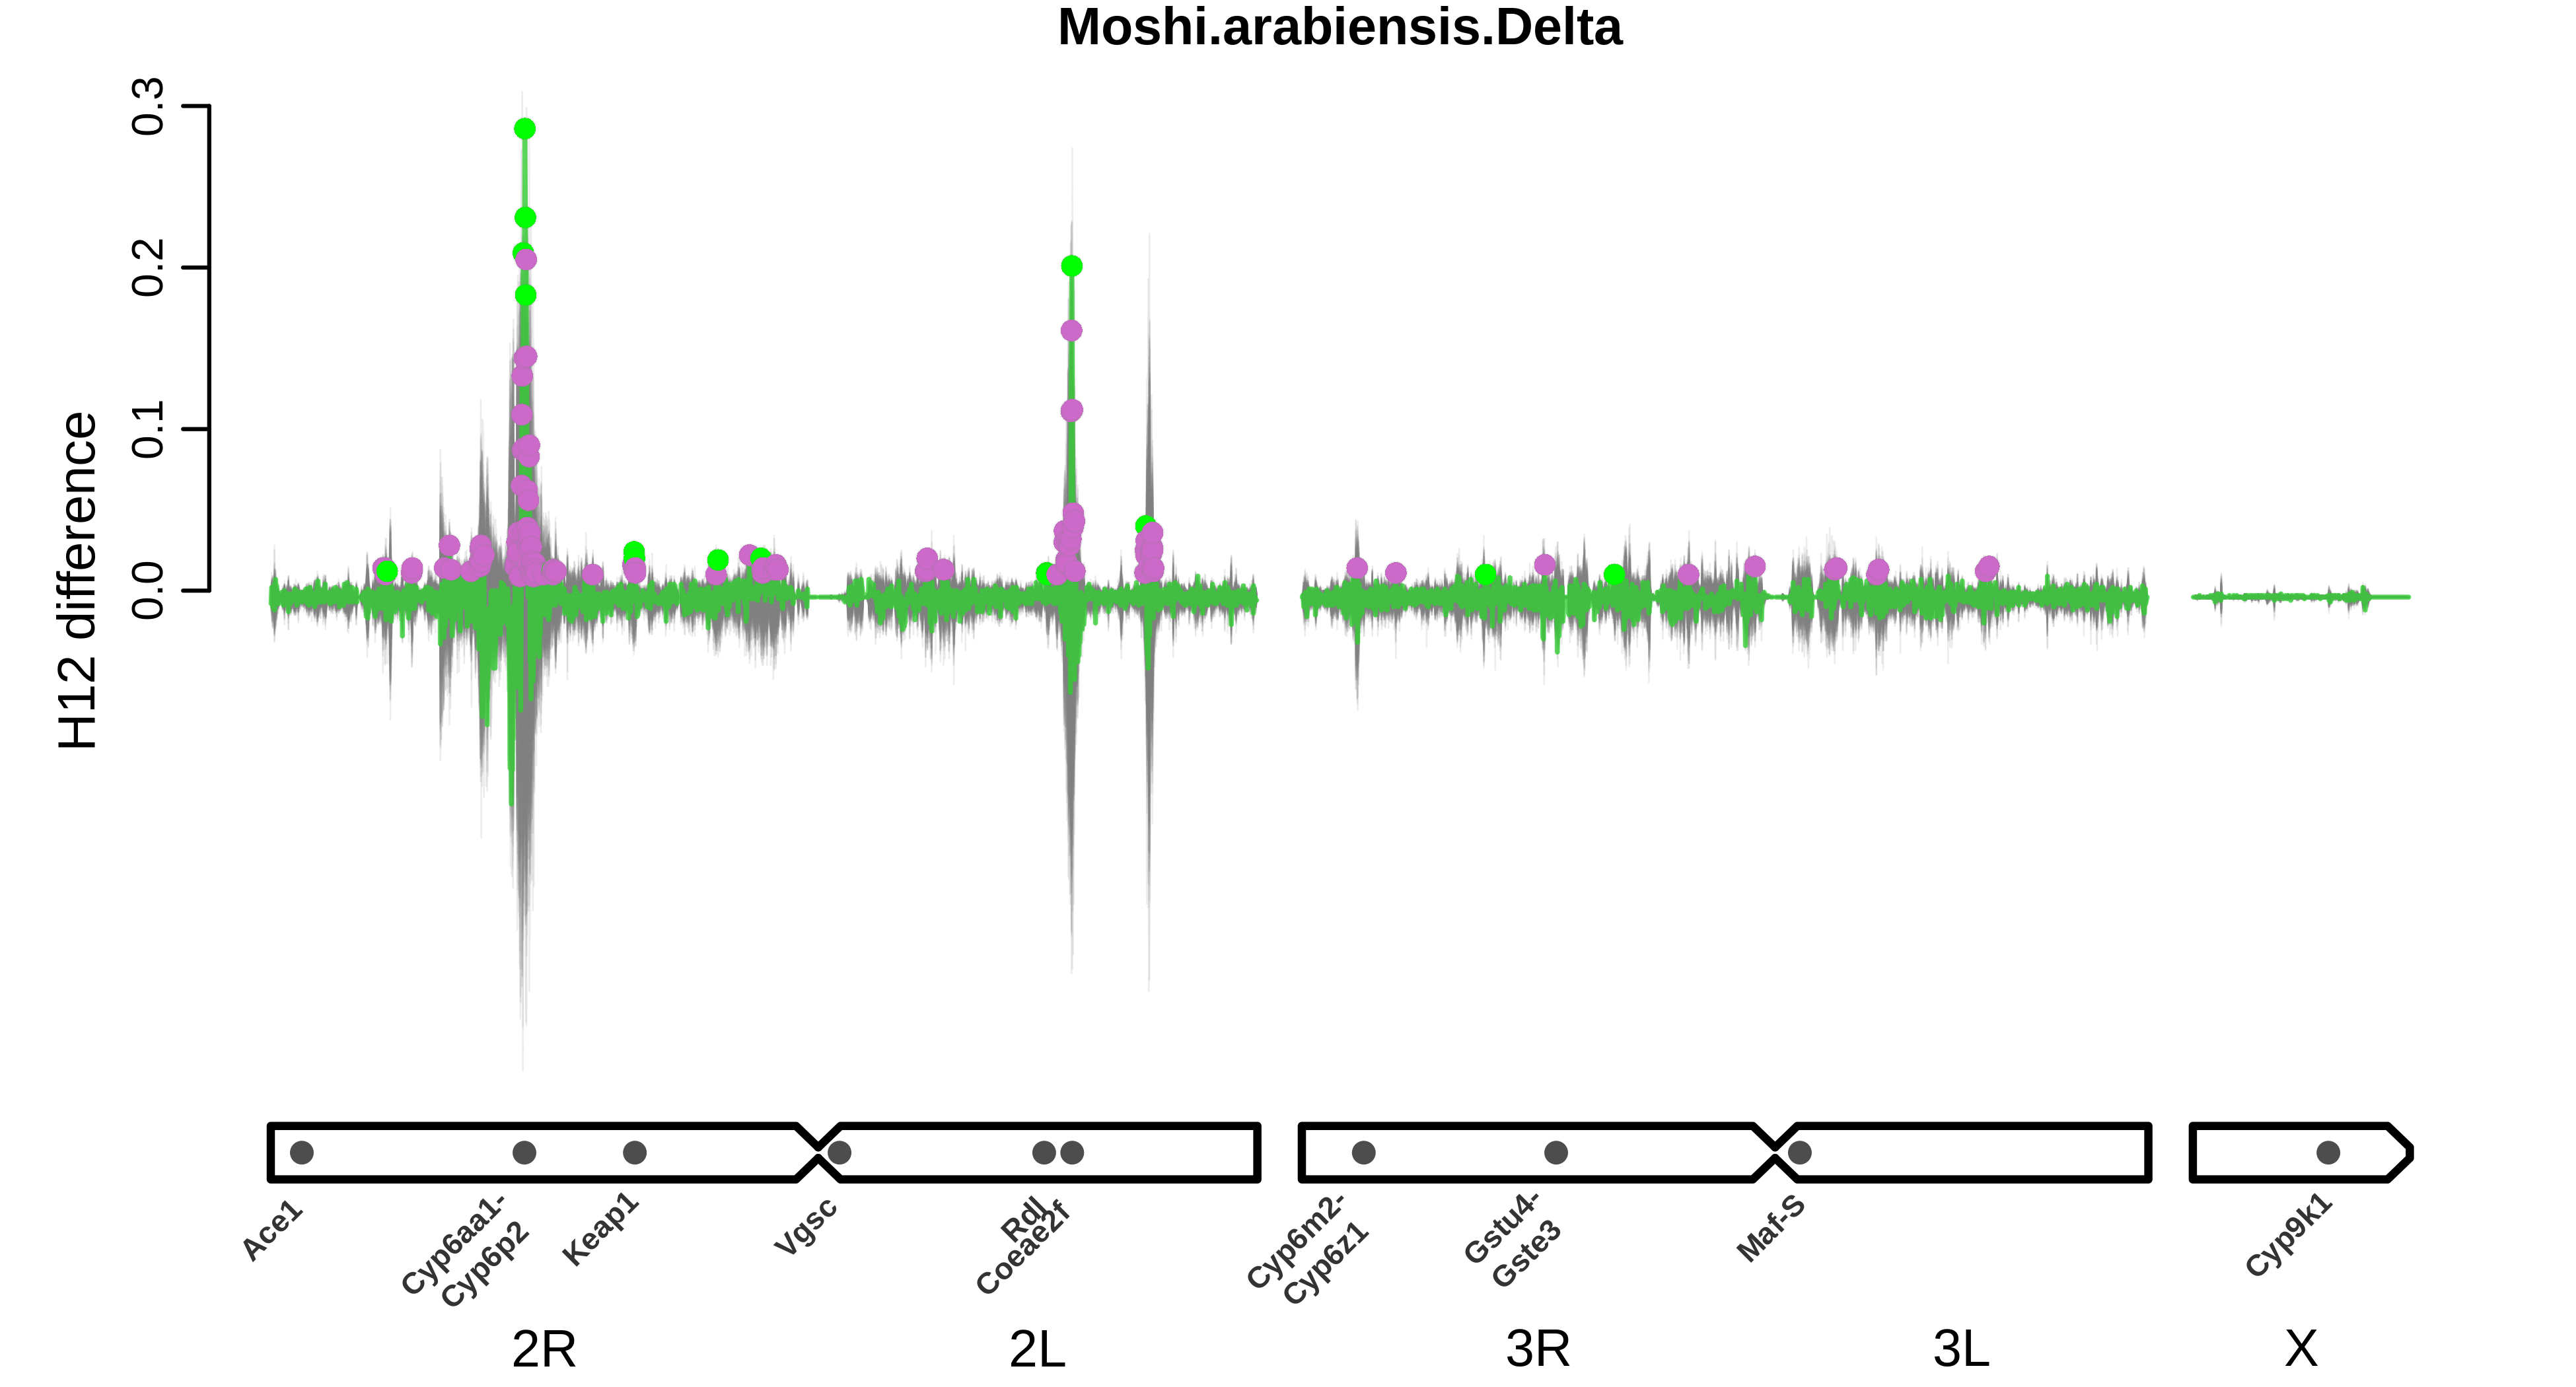 Moshi.arabiensis.Delta
H12 difference
0.3
0.2
0.1
0.0
Ace1
Cyp6aa1-
Cyp6p2
Keap1
Vgsc
Rdl
Coeae2f
Cyp6m2-
Cyp6z1
Gstu4-
Gste3
Maf-S
Cyp9k1
2R
2L
3R
3L
X